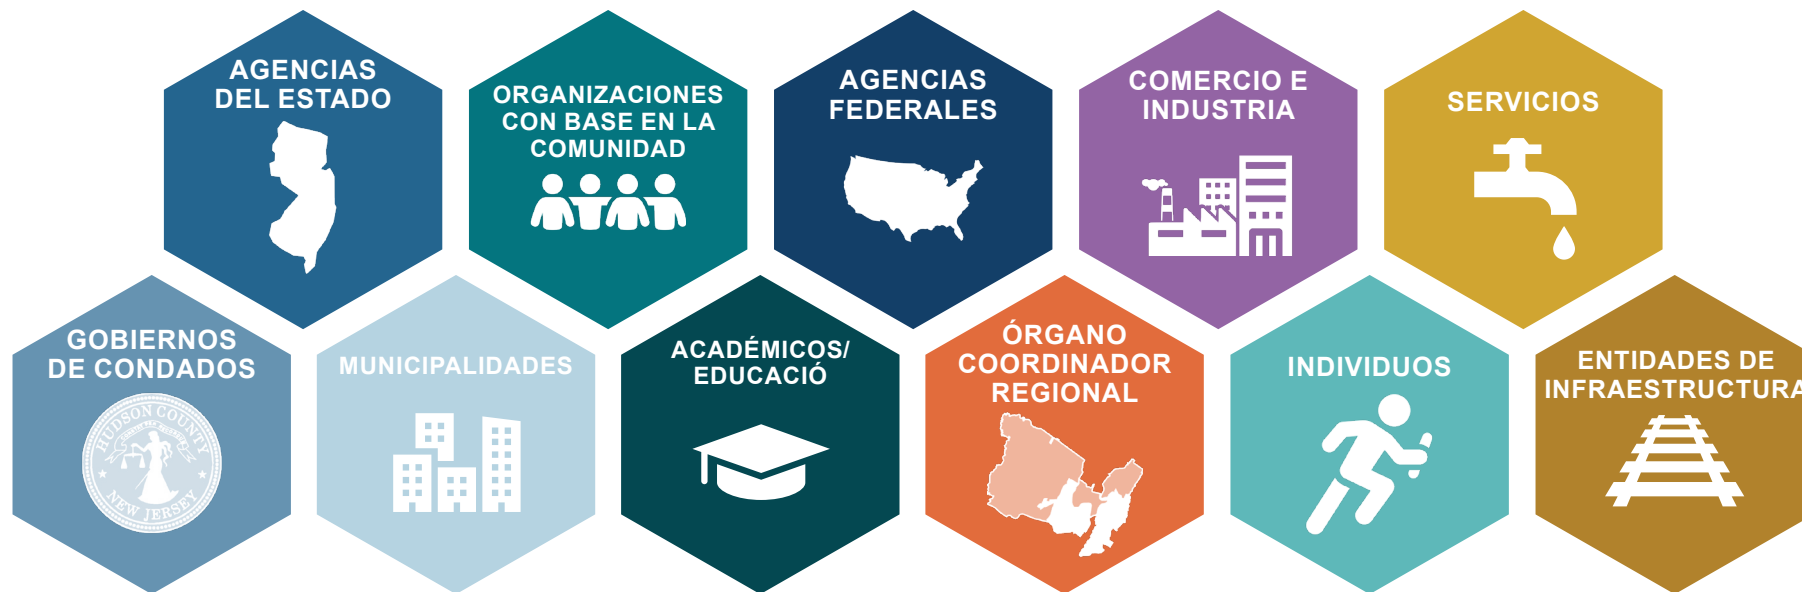 AGENCIAS
DEL ESTADO
ORGANIZACIONES
CON BASE EN LA
COMUNIDAD
AGENCIAS
FEDERALES
COMERCIO E
INDUSTRIA
SERVICIOS
GOBIERNOS
DE CONDADOS
HUDSON COUNTY
NEW JERSEY
MUNICIPALIDADES
ACADÉMICOS/
EDUCACIÓ
ÓRGANO
COORDINADOR
REGIONAL
INDIVIDUOS
ENTIDADES DE
INFRAESTRUCTURA